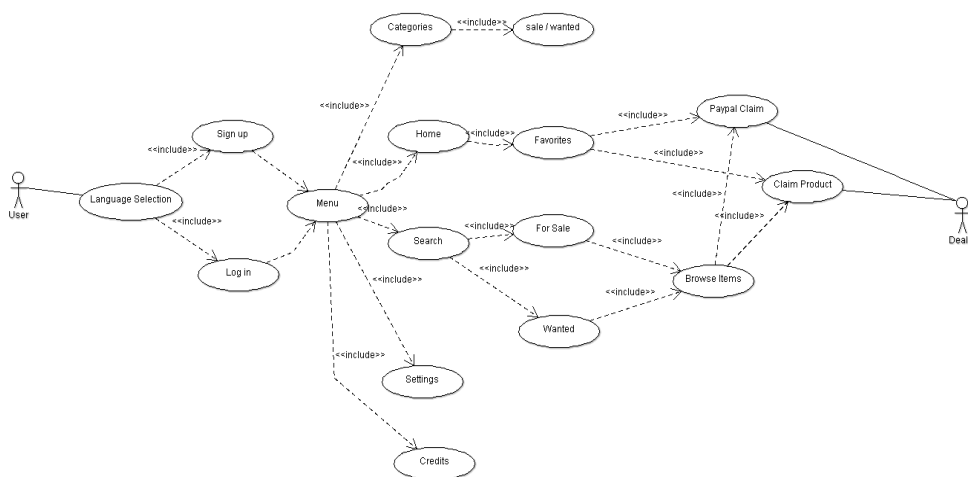 Categories
<<include>>
sale / wanted
<<include>>
Sign up
Home
<<include>>
Favorites
<<include>>
Paypal Claim
<<include>>
<<include>>
<<include>>
Claim Product
<<include>>
<<include>>
User
Language Selection
Menu
<<include>>
<<include>>
Search
<<include>>
For Sale
<<include>>
Deal
Log in
<<include>>
<<include>>
Browse Items
<<include>>
Wanted
<<include>>
Settings
Credits